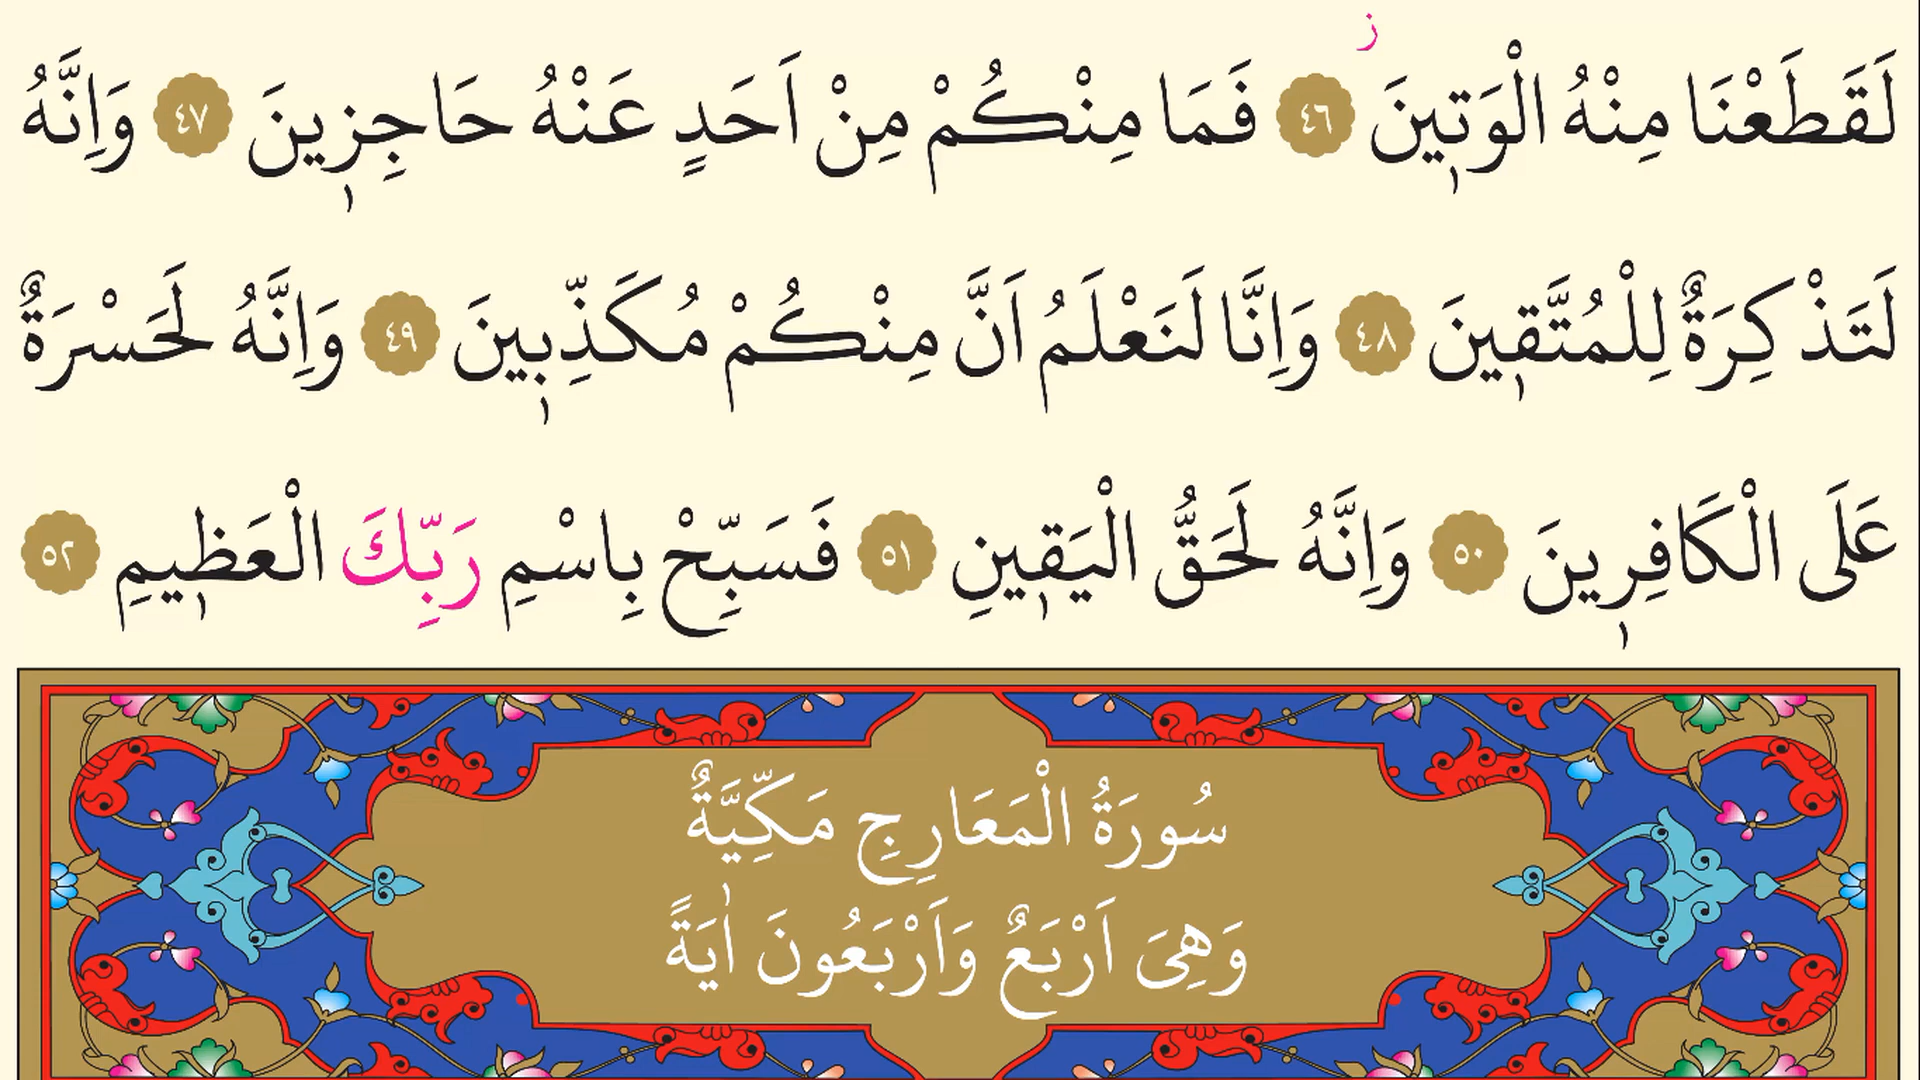 ز
لَقَطَعْنَا مِنْهُ الْوَت۪ينَ ﴿٤٦﴾ فَمَا مِنْكُمْ مِنْ اَحَدٍ عَنْهُ حَاجِز۪ينَ ﴿٤٧﴾ وَاِنَّهُ
لَتَذْكِرَةٌ لِلْمُتَّق۪ينَ ﴿٤٨﴾ وَاِنَّا لَنَعْلَمُ اَنَّ مِنْكُمْ مُكَذِّب۪ينَ ﴿٤٩﴾ وَاِنَّهُ لَحَسْرَةٌ
عَلَى الْكَافِر۪ينَ ﴿٥٠﴾ وَاِنَّهُ لَحَقُّ الْيَق۪ينِ ﴿٥١﴾ فَسَبِّحْ بِاسْمِ رَبِّكَ الْعَظ۪يمِ ﴿٥٢﴾
سُورَةُ الْمَعَارِجِ مَكِّيَّةٌ
وَهِىَ اَرْبَعٌ وَاَرْبَعُونَ اٰيَةً